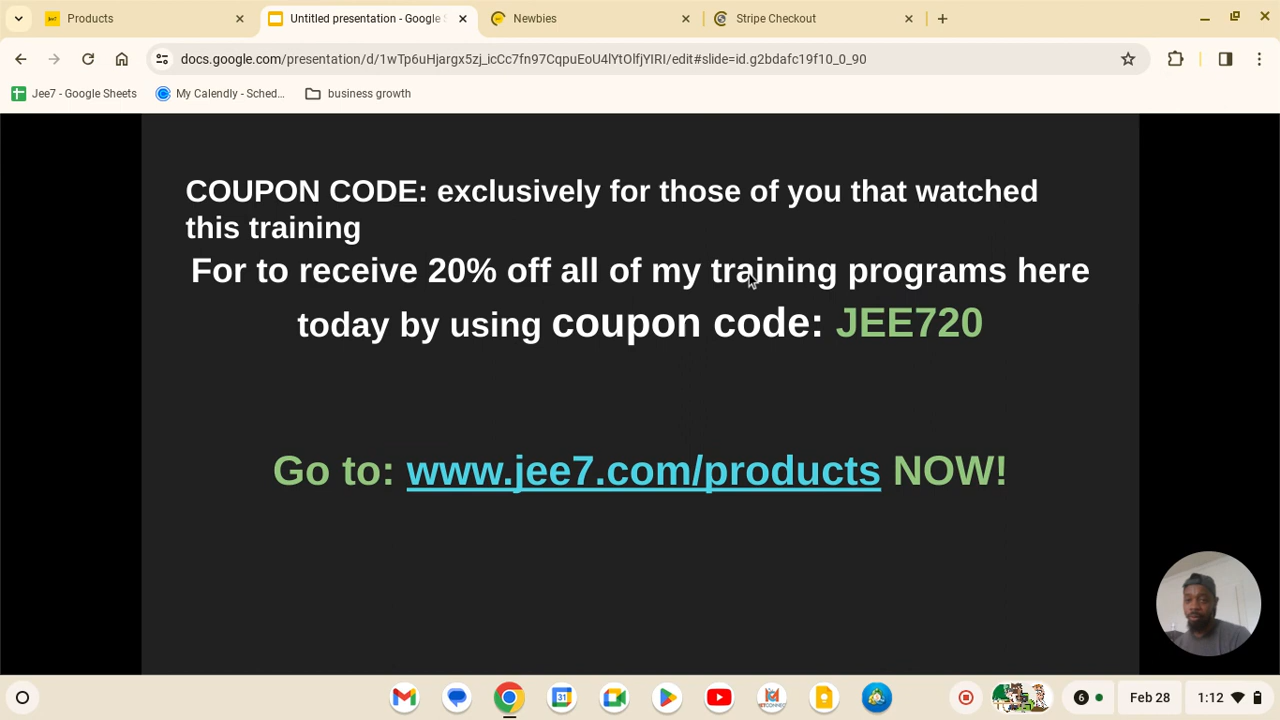 Products
Untitled presentation - Google S
Newbies
Stripe Checkout
docs.google.com/presentation/d/1wTp6uHjargx5zj_icCc7fn97CqpuEoU4lYtOlfjYIRI/edit#slide=id.g2bdafc19f10_0_90
Jee7 - Google Sheets
My Calendly - Sched...
business growth
COUPON CODE: exclusively for those of you that watched
this training
For to receive 20% off all of my training programs here
today by using coupon code: JEE720
Go to: www.jee7.com/products NOW!
31
6
Feb 28
1:12